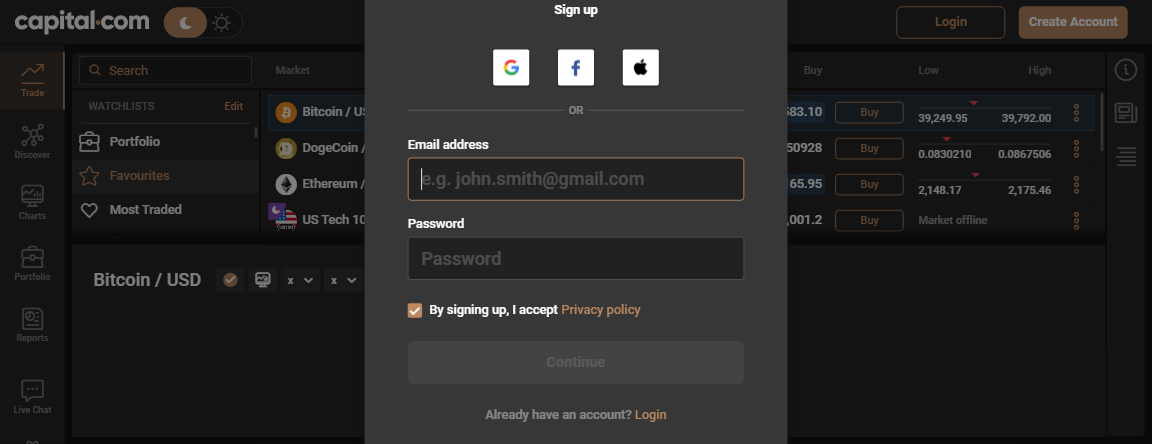 capital.com
Login
Create Account
Trade
Discover
Charts
Portfolio
Reports
Live Chat
Search
WATCHLISTS Edit
Portfolio
Favourites
Most Traded
Market Buy Low High
Bitcoin / 583.10 Buy 39,249.95 39,792.00
DogeCoin / 50928 Buy 0.0830210 0.0867506
Ethereum / 165.95 Buy 2,148.17 2,175.46
US Tech 10 ,001.2 Buy Market offline
Bitcoin / USD x x
Sign up
OR
Email address
e.g. john.smith@gmail.com
Password
Password
By signing up, I accept Privacy policy
Continue
Already have an account? Login